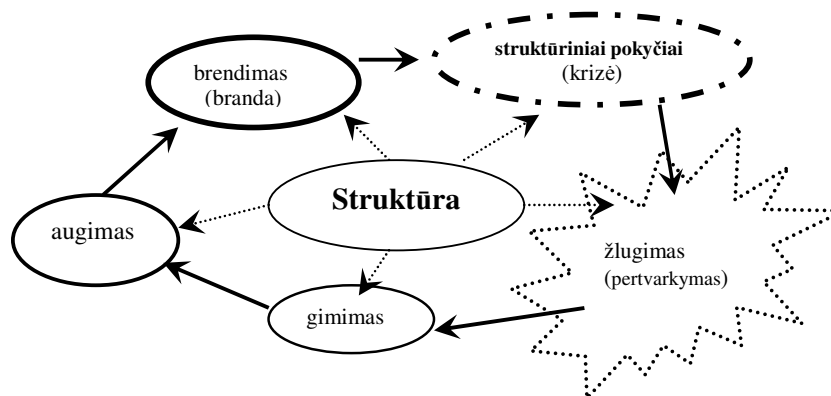 brendimas
(branda)
struktūriniai pokyčiai
(krizė)
Struktūra
augimas
žlugimas
(pertvarkymas)
gimimas